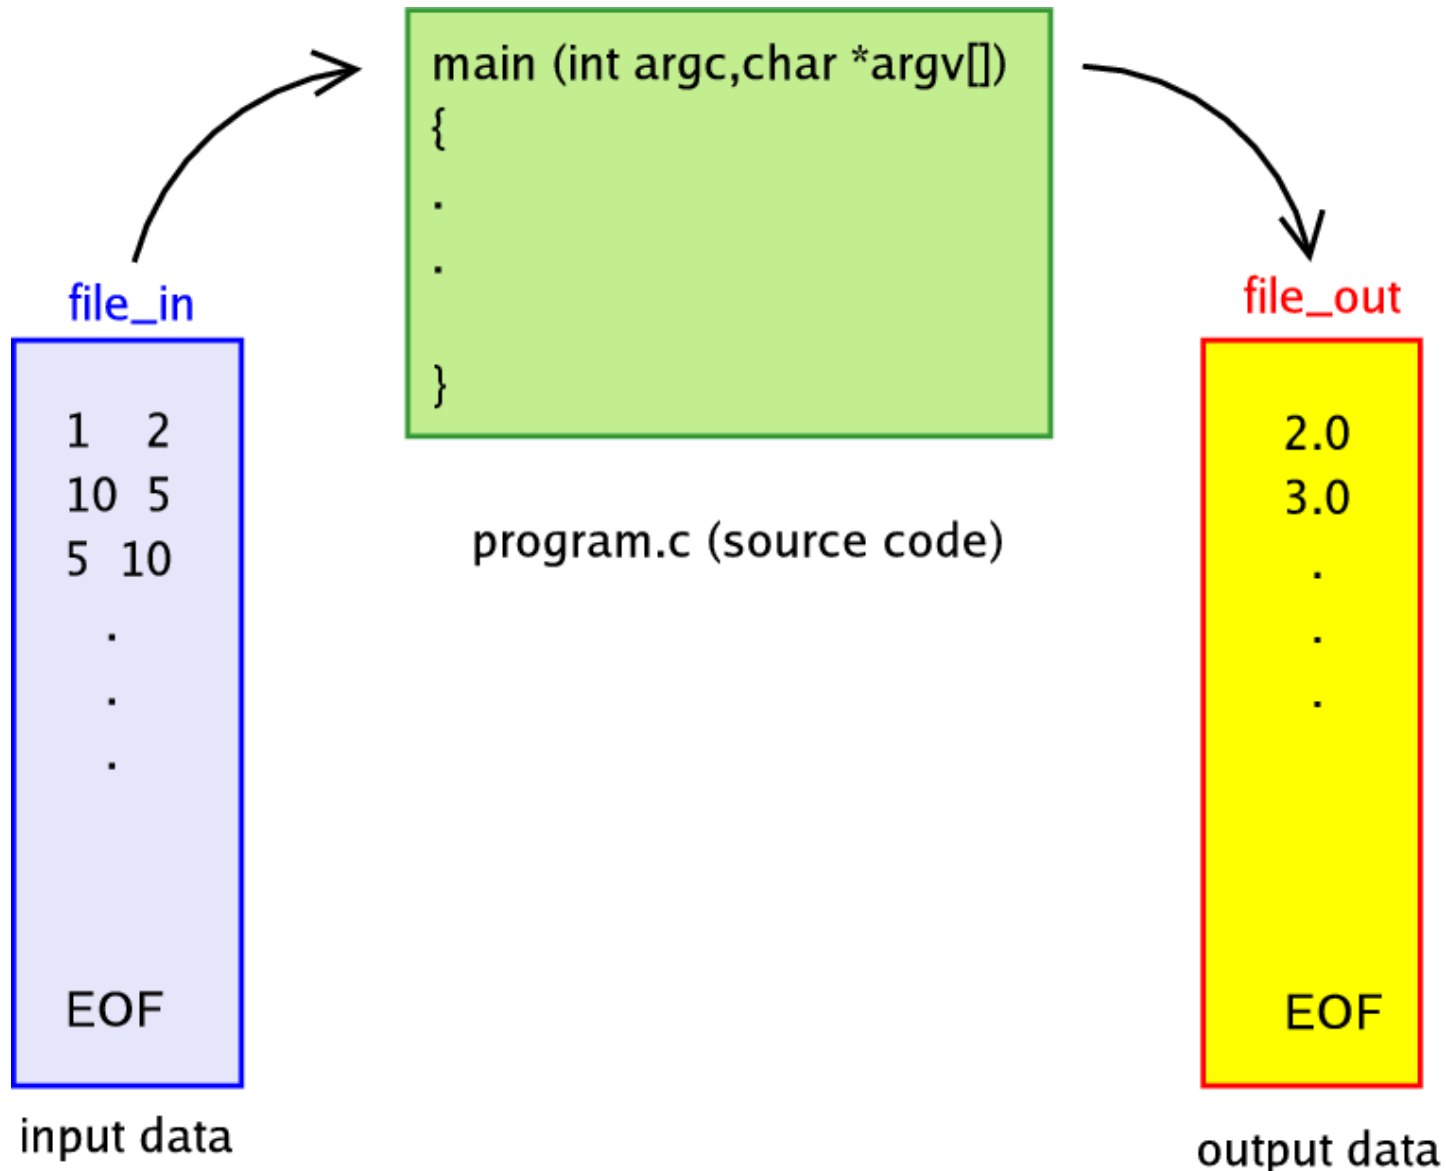 main (int argc,char *argv[])
{
.
.
}
program.c (source code)
file_in
1 2
10 5
5 10
.
.
.
EOF
input data
file_out
2.0
3.0
.
.
.
EOF
output data